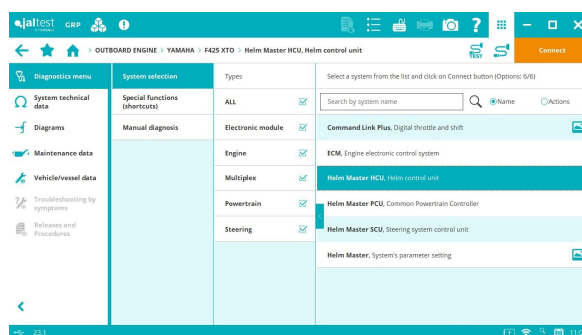 jaltest GRP
> OUTBOARD ENGINE > YAMAHA > F425 XTO > Helm Master HCU, Helm control unit
TEST
Connect
Diagnostics menu
System technical
data
Diagrams
Maintenance data
Vehicle/vessel data
Troubleshooting by
symptoms
Releases and
Procedures
System selection
Special functions
(shortcuts)
Manual diagnosis
Types
ALL
Electronic module
Engine
Multiplex
Powertrain
Steering
Select a system from the list and click on Connect button (Options: 6/6)
Search by system name
Name
Actions
Command Link Plus, Digital throttle and shift
ECM, Engine electronic control system
Helm Master HCU, Helm control unit
Helm Master PCU, Common Powertrain Controller
Helm Master SCU, Steering system control unit
Helm Master, System's parameter setting
23.1